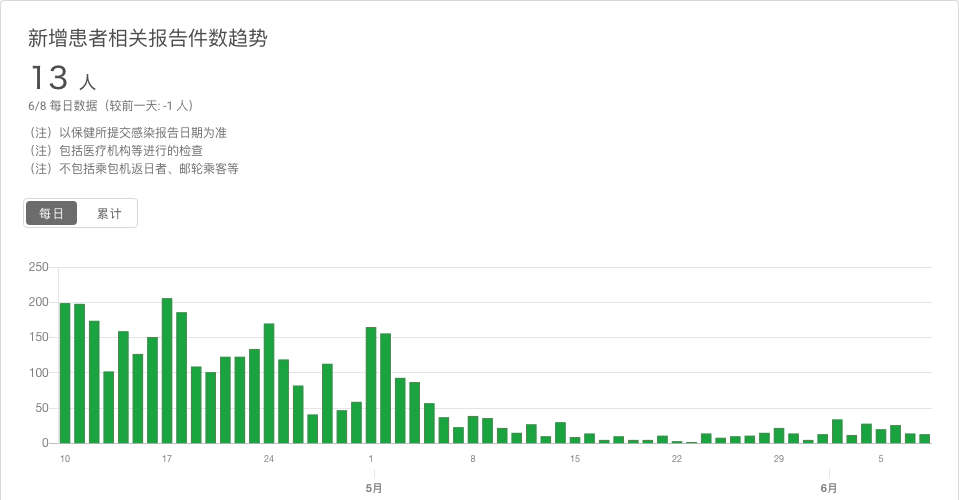 新增患者相关报告件数趋势
13 人
6/8 每日数据（较前一天: -1 人）
（注）以保健所提交感染报告日期为准
（注）包括医疗机构等进行的检查
（注）不包括乘包机返日者、邮轮乘客等
每日 累计
250
200
150
100
50
0
10 17 24 1 8 15 22 29 5
5月 6月